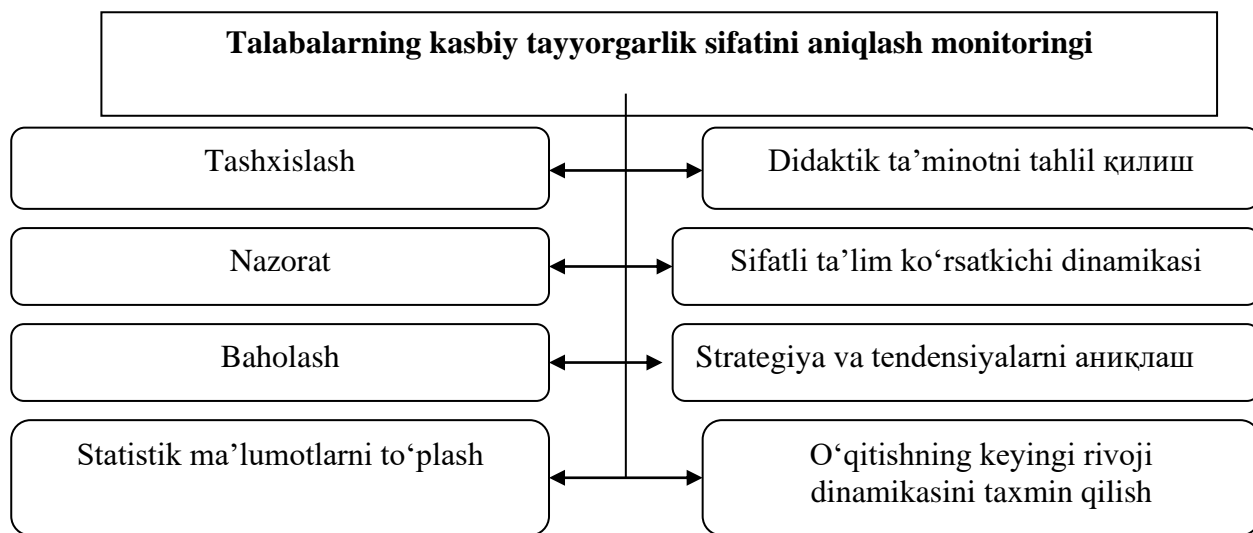 Talabalarning kasbiy tayyorgarlik sifatini aniqlash monitoringi
Tashxislash
Didaktik ta’minotni tahlil қилиш
Nazorat
Sifatli ta’lim ko‘rsatkichi dinamikasi
Baholash
Strategiya va tendensiyalarni аниқлаш
Statistik ma’lumotlarni to‘plash
O‘qitishning keyingi rivoji
dinamikasini taxmin qilish